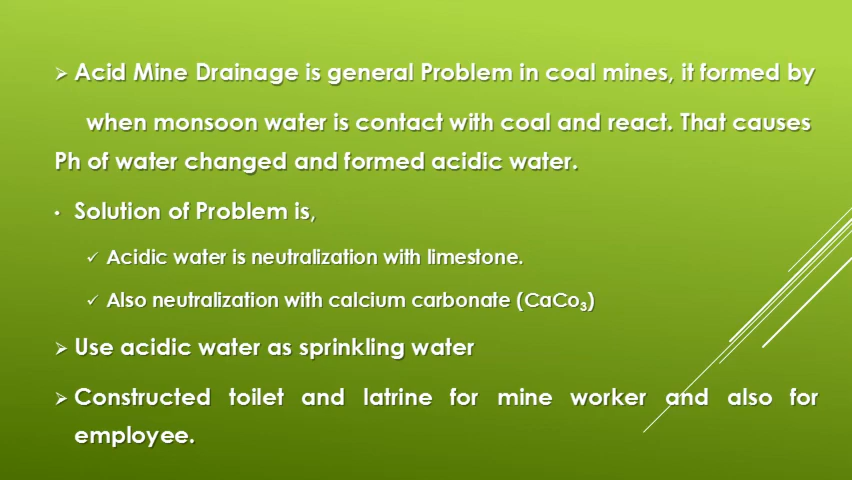 ➢ Acid Mine Drainage is general Problem in coal mines, it formed by
when monsoon water is contact with coal and react. That causes
Ph of water changed and formed acidic water.
• Solution of Problem is,
✓ Acidic water is neutralization with limestone.
✓ Also neutralization with calcium carbonate (CaCo₃)
➢ Use acidic water as sprinkling water
➢ Constructed toilet and latrine for mine worker and also for
employee.